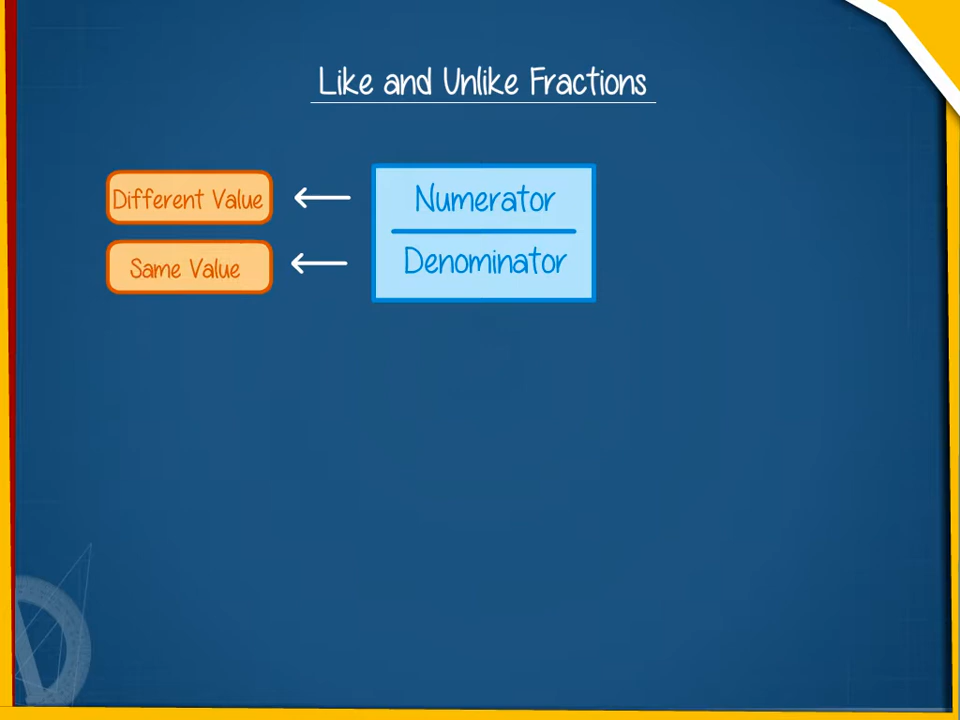 Like and Unlike Fractions
Different Value
Numerator
Same Value
Denominator